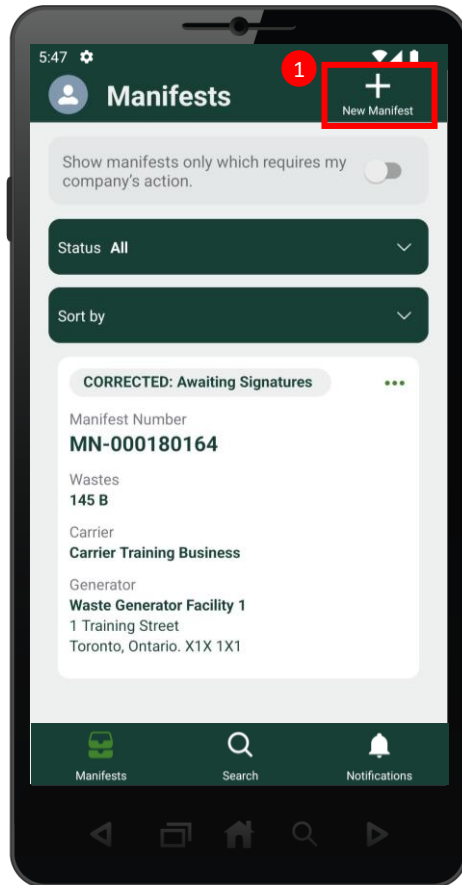 5:47
1
Manifests
New Manifest
Show manifests only which requires my
company's action.
Status All
Sort by
CORRECTED: Awaiting Signatures
Manifest Number
MN-000180164
Wastes
145 B
Carrier
Carrier Training Business
Generator
Waste Generator Facility 1
1 Training Street
Toronto, Ontario. X1X 1X1
Manifests
Search
Notifications